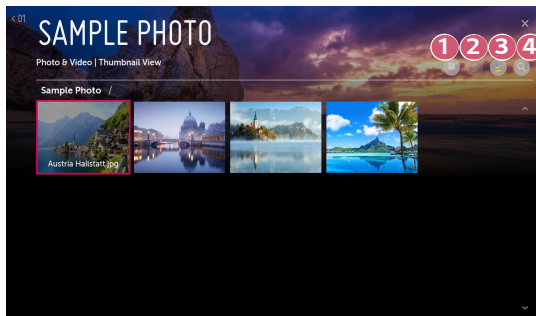 < 01
SAMPLE PHOTO
1 2 3 4
Photo & Video | Thumbnail View
Sample Photo /
Austria Hallstatt.jpg